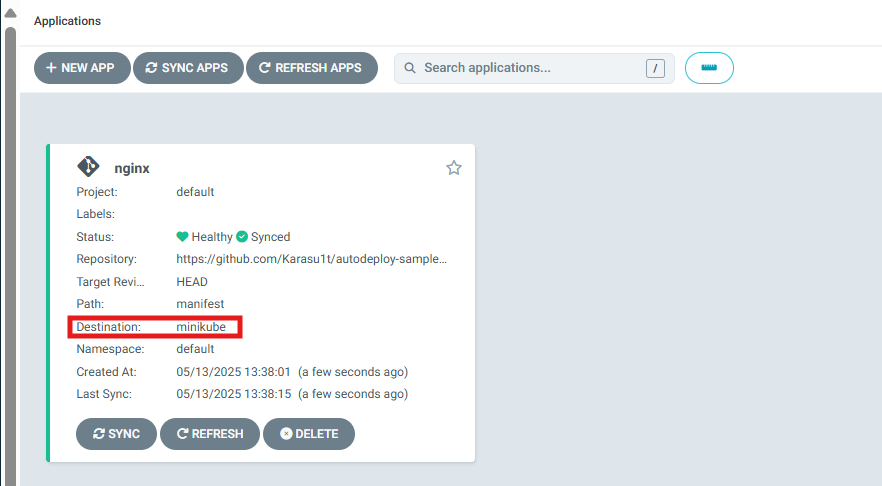 Applications
+ NEW APP SYNC APPS REFRESH APPS Search applications... /
nginx
Project: default
Labels:
Status: Healthy Synced
Repository: https://github.com/Karasu1t/autodeploy-sample...
Target Revi... HEAD
Path: manifest
Destination: minikube
Namespace: default
Created At: 05/13/2025 13:38:01 (a few seconds ago)
Last Sync: 05/13/2025 13:38:15 (a few seconds ago)
SYNC REFRESH DELETE